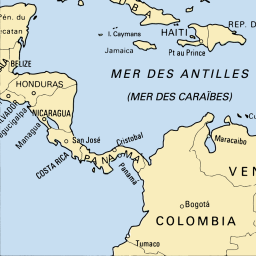 Pén. du
catan
B A
I. Caymans
HAITI
REP. D
Jamaica
Pt au Prince
BELIZE
MER DES ANTILLES
HONDURAS
(MER DES CARAÏBES)
NICARAGUA
SALVADOR
Tegucigalpa
Managua
San José
Cristobal
Maracaibo
COSTA RICA
PANAMA
Panamá
VEN
Bogotá
COLOMBIA
Tumaco